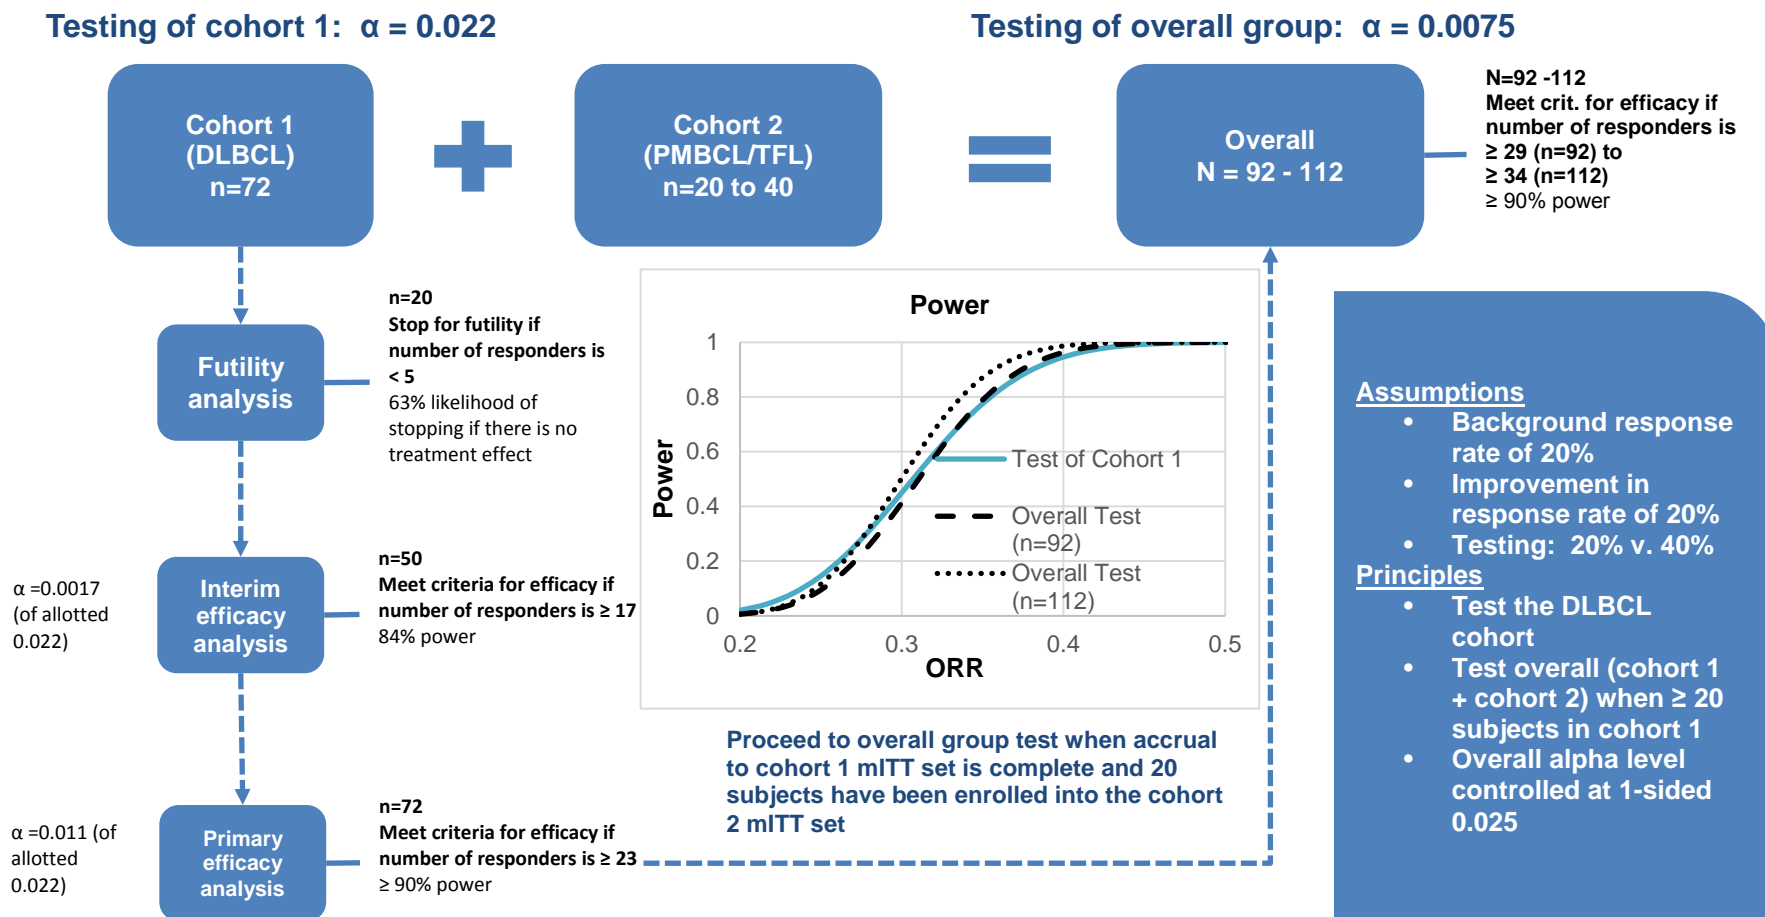 Testing of cohort 1:  α = 0.022
Testing of overall group:  α = 0.0075
Cohort 1
(DLBCL)
n=72
Cohort 2
(PMBCL/TFL)
n=20 to 40
Overall
N = 92 - 112
N=92 -112
Meet crit. for efficacy if
number of responders is
≥ 29 (n=92) to
≥ 34 (n=112)
≥ 90% power
Futility
analysis
n=20
Stop for futility if
number of responders is
< 5
63% likelihood of
stopping if there is no
treatment effect
α =0.0017
(of allotted
0.022)
Interim
efficacy
analysis
n=50
Meet criteria for efficacy if
number of responders is ≥ 17
84% power
α =0.011 (of
allotted
0.022)
Primary
efficacy
analysis
n=72
Meet criteria for efficacy if
number of responders is ≥ 23
≥ 90% power
Power
Power
1
0.8
0.6
0.4
0.2
0
0.2
0.3
0.4
0.5
ORR
Test of Cohort 1
Overall Test
(n=92)
Overall Test
(n=112)
Proceed to overall group test when accrual
to cohort 1 mITT set is complete and 20
subjects have been enrolled into the cohort
2 mITT set
Assumptions
• Background response
rate of 20%
• Improvement in
response rate of 20%
• Testing:  20% v. 40%
Principles
• Test the DLBCL
cohort
• Test overall (cohort 1
+ cohort 2) when ≥ 20
subjects in cohort 1
• Overall alpha level
controlled at 1-sided
0.025